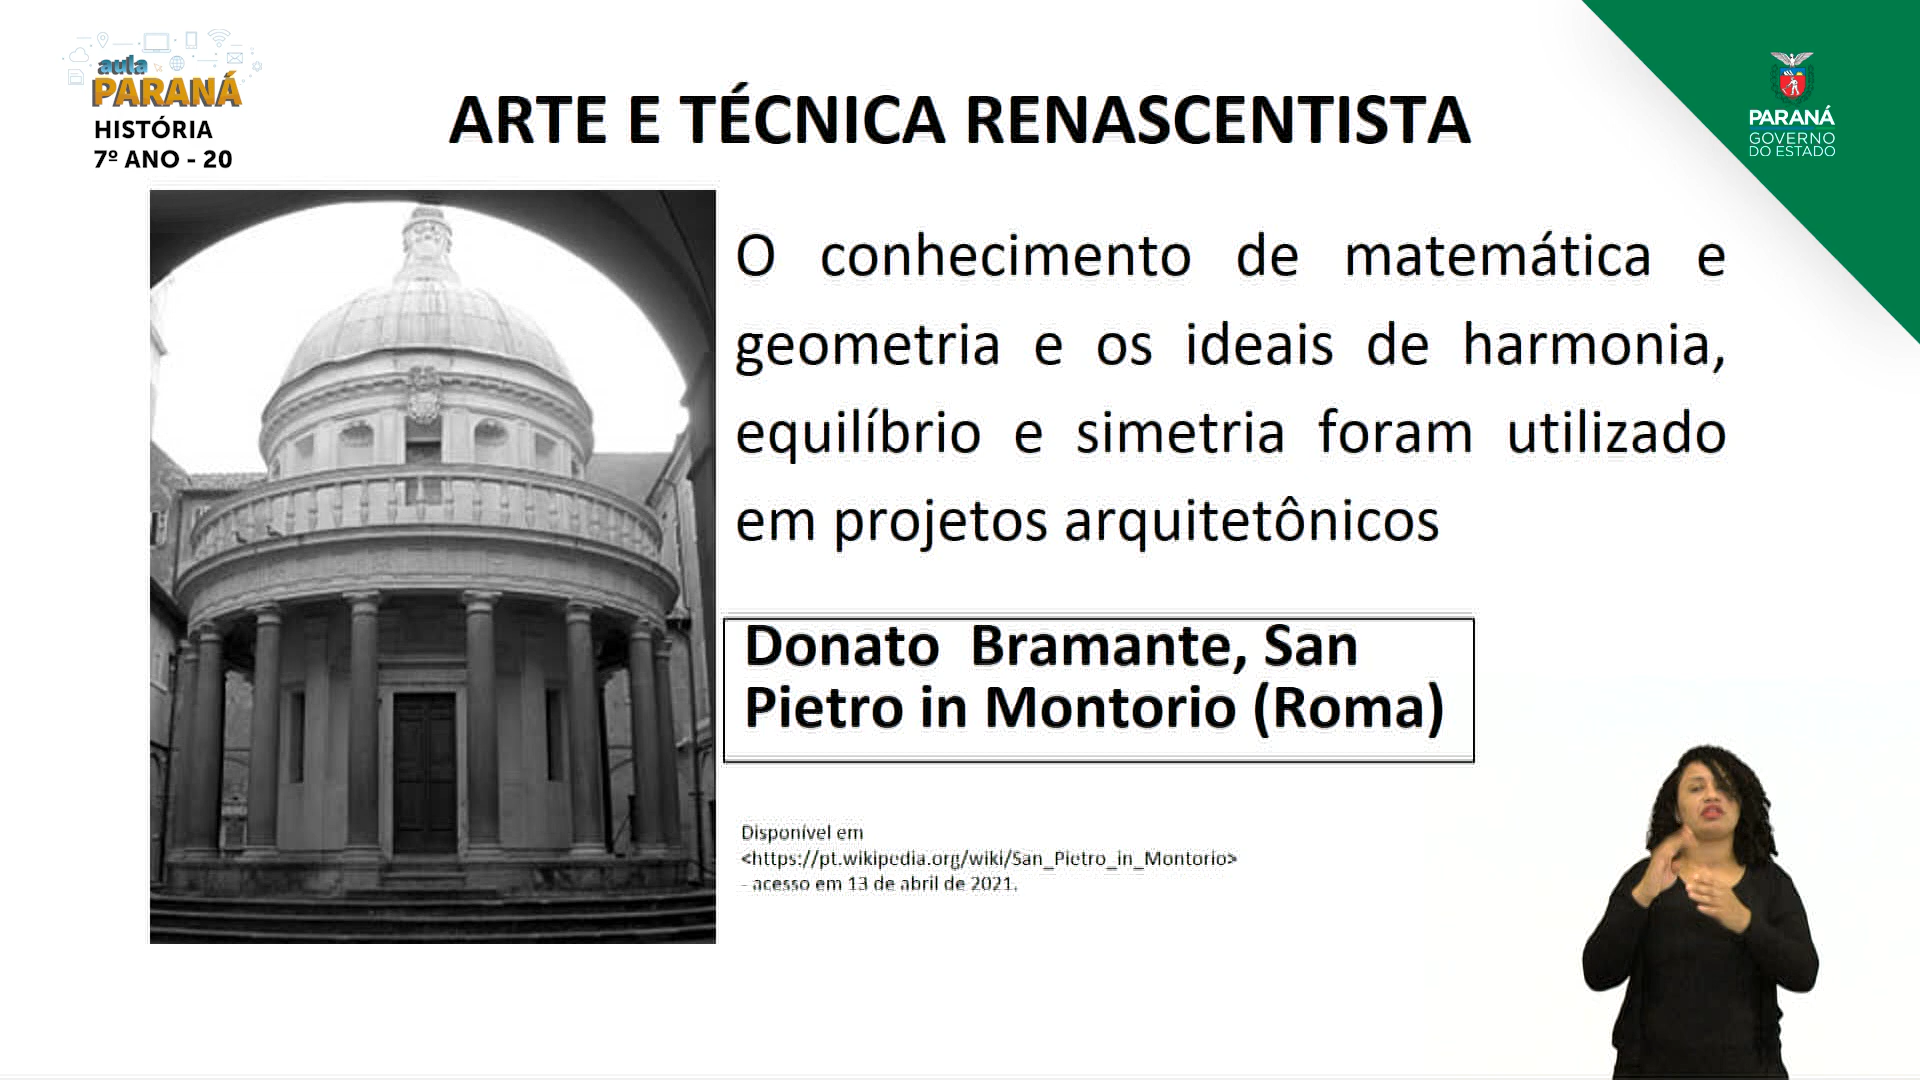 aula
PARANÁ
HISTÓRIA
7º ANO - 20
ARTE E TÉCNICA RENASCENTISTA
PARANÁ
GOVERNO
DO ESTADO
O conhecimento de matemática e
geometria e os ideais de harmonia,
equilíbrio e simetria foram utilizado
em projetos arquitetônicos
Donato Bramante, San
Pietro in Montorio (Roma)
Disponível em
<https://pt.wikipedia.org/wiki/San_Pietro_in_Montorio>
- acesso em 13 de abril de 2021.